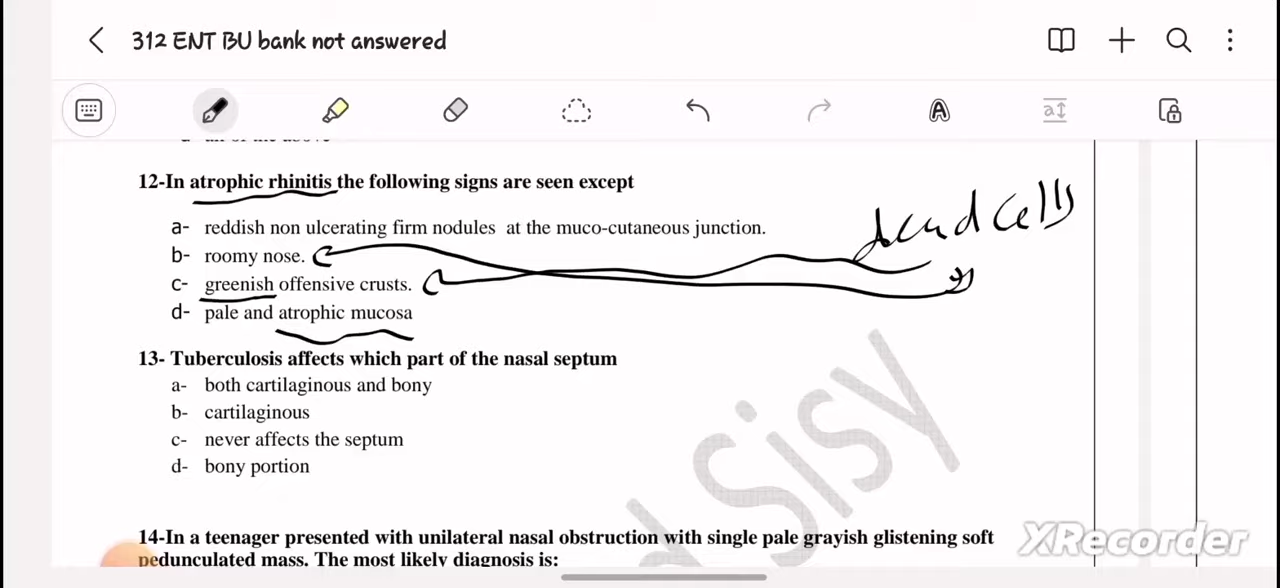 312 ENT BU bank not answered
12-In atrophic rhinitis the following signs are seen except
a- reddish non ulcerating firm nodules at the muco-cutaneous junction.
dead cells
b- roomy nose.
c- greenish offensive crusts.
d- pale and atrophic mucosa
13- Tuberculosis affects which part of the nasal septum
a- both cartilaginous and bony
b- cartilaginous
c- never affects the septum
d- bony portion
Sisy
14-In a teenager presented with unilateral nasal obstruction with single pale grayish glistening soft
pedunculated mass. The most likely diagnosis is:
XRecorder